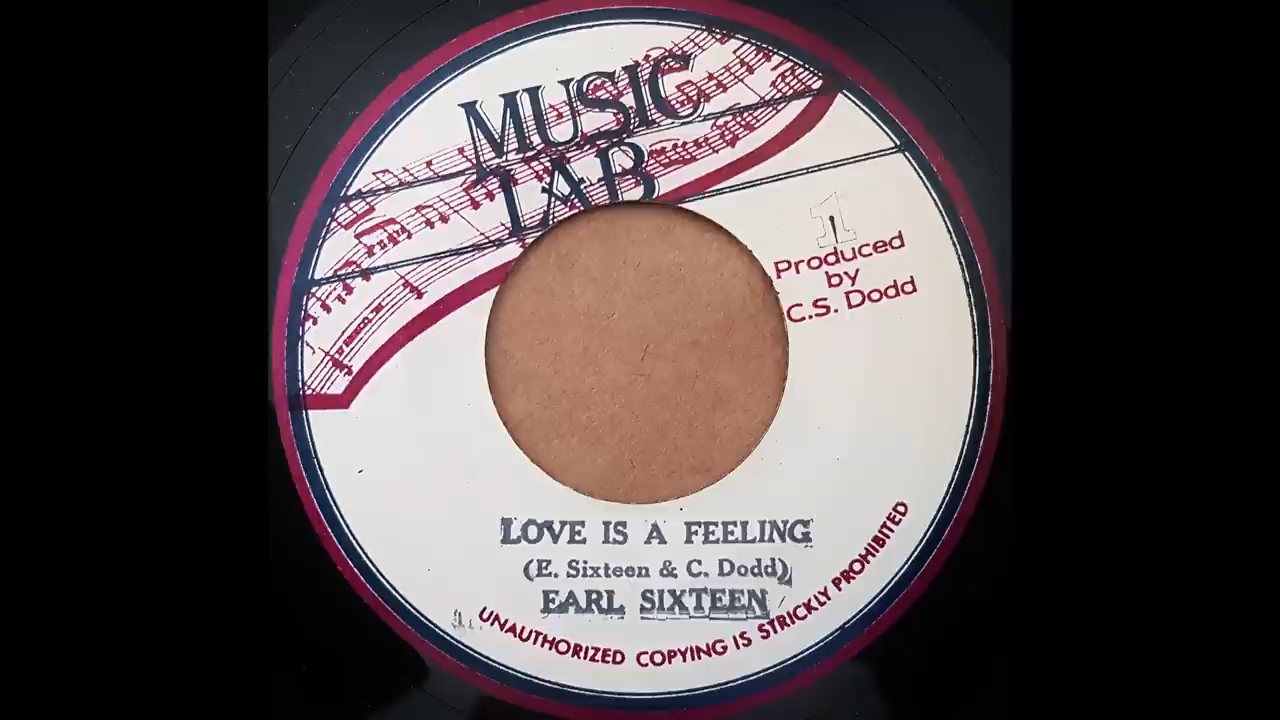 MUSIC
LAB
1
Produced
by
C.S. Dodd
LOVE IS A FEELING
(E. Sixteen & C. Dodd)
EARL SIXTEEN
UNAUTHORIZED COPYING IS STRICKLY PROHIBITED